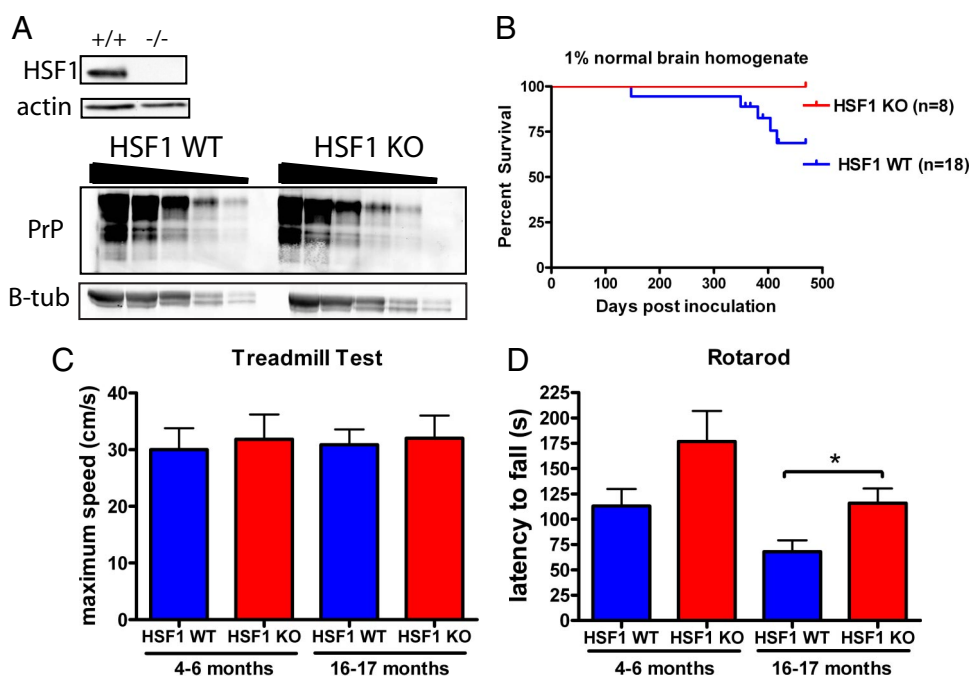 A
+/+ -/-
HSF1
actin
HSF1 WT HSF1 KO
PrP
B-tub
B
1% normal brain homogenate
Percent Survival
100
75
50
25
0
0 100 200 300 400 500
Days post inoculation
HSF1 KO (n=8)
HSF1 WT (n=18)
C
Treadmill Test
maximum speed (cm/s)
40
30
20
10
0
HSF1 WT HSF1 KO HSF1 WT HSF1 KO
4-6 months 16-17 months
D
Rotarod
latency to fall (s)
225
200
175
150
125
100
75
50
25
0
*
HSF1 WT HSF1 KO HSF1 WT HSF1 KO
4-6 months 16-17 months